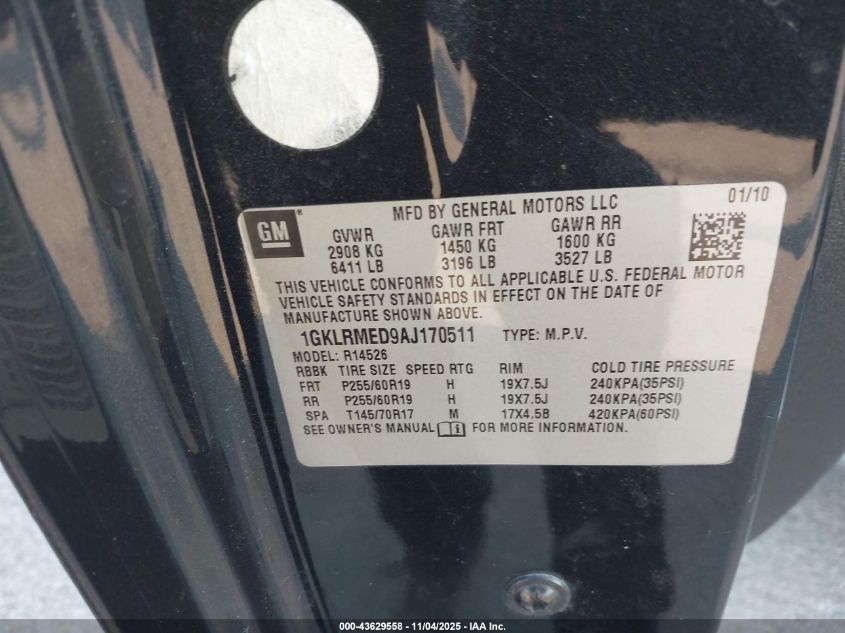 GM ®
MFD BY GENERAL MOTORS LLC 01/10
GVWR GAWR FRT GAWR RR
2908 KG 1450 KG 1600 KG
6411 LB 3196 LB 3527 LB
THIS VEHICLE CONFORMS TO ALL APPLICABLE U.S. FEDERAL MOTOR
VEHICLE SAFETY STANDARDS IN EFFECT ON THE DATE OF
MANUFACTURE SHOWN ABOVE.
1GKLRMED9AJ170511 TYPE: M.P.V.
MODEL: R14526
RBBK TIRE SIZE SPEED RTG RIM COLD TIRE PRESSURE
FRT P255/60R19 H 19X7.5J 240KPA(35PSI)
RR P255/60R19 H 19X7.5J 240KPA(35PSI)
SPA T145/70R17 M 17X4.5B 420KPA(60PSI)
SEE OWNER'S MANUAL FOR MORE INFORMATION.
000-43629558 - 11/04/2025 - IAA Inc.